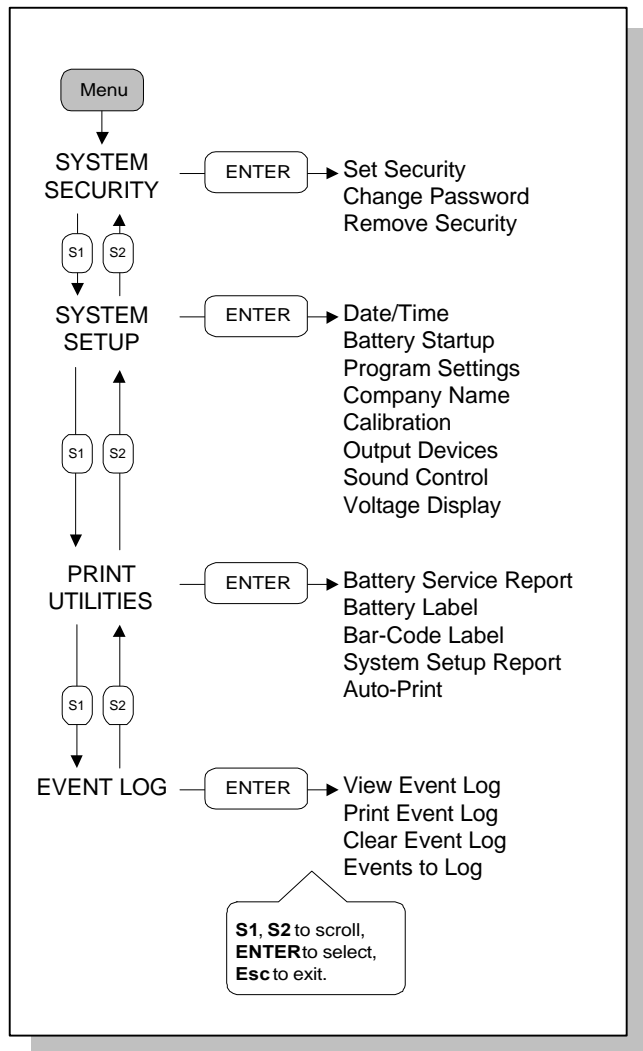 Menu
SYSTEM
SECURITY
ENTER
Set Security
Change Password
Remove Security
S1
S2
SYSTEM
SETUP
ENTER
Date/Time
Battery Startup
Program Settings
Company Name
Calibration
Output Devices
Sound Control
Voltage Display
S1
S2
PRINT
UTILITIES
ENTER
Battery Service Report
Battery Label
Bar-Code Label
System Setup Report
Auto-Print
S1
S2
EVENT LOG
ENTER
View Event Log
Print Event Log
Clear Event Log
Events to Log
S1, S2 to scroll,
ENTER to select,
Esc to exit.